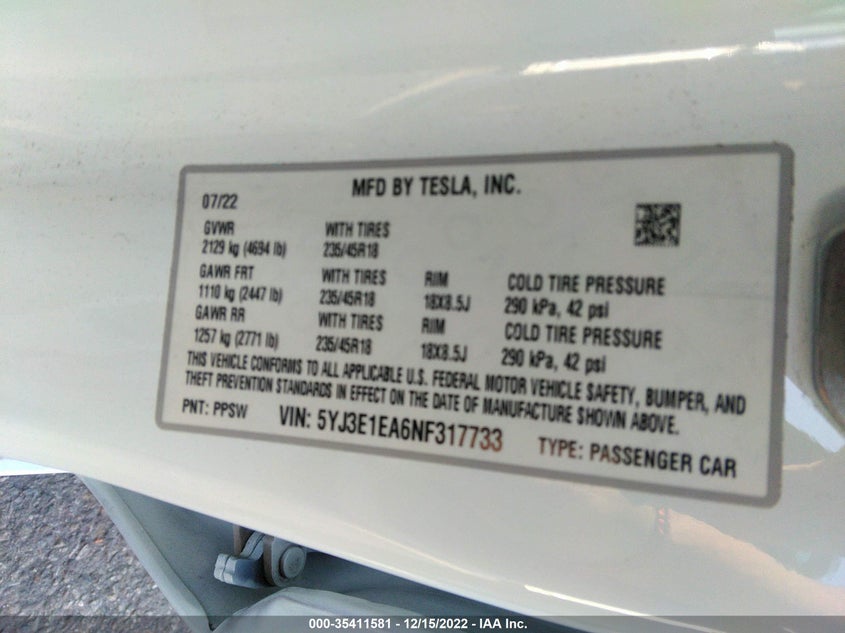 MFD BY TESLA, INC.
07/22
GVWR WITH TIRES
2129 kg (4694 lb) 235/45R18
GAWR FRT WITH TIRES RIM COLD TIRE PRESSURE
1110 kg (2447 lb) 235/45R18 18X8.5J 290 kPa, 42 psi
GAWR RR WITH TIRES RIM COLD TIRE PRESSURE
1257 kg (2771 lb) 235/45R18 18X8.5J 290 kPa, 42 psi
THIS VEHICLE CONFORMS TO ALL APPLICABLE U.S. FEDERAL MOTOR VEHICLE SAFETY, BUMPER, AND
THEFT PREVENTION STANDARDS IN EFFECT ON THE DATE OF MANUFACTURE SHOWN ABOVE.
PNT: PPSW VIN: 5YJ3E1EA6NF317733 TYPE: PASSENGER CAR
000-35411581 - 12/15/2022 - IAA Inc.